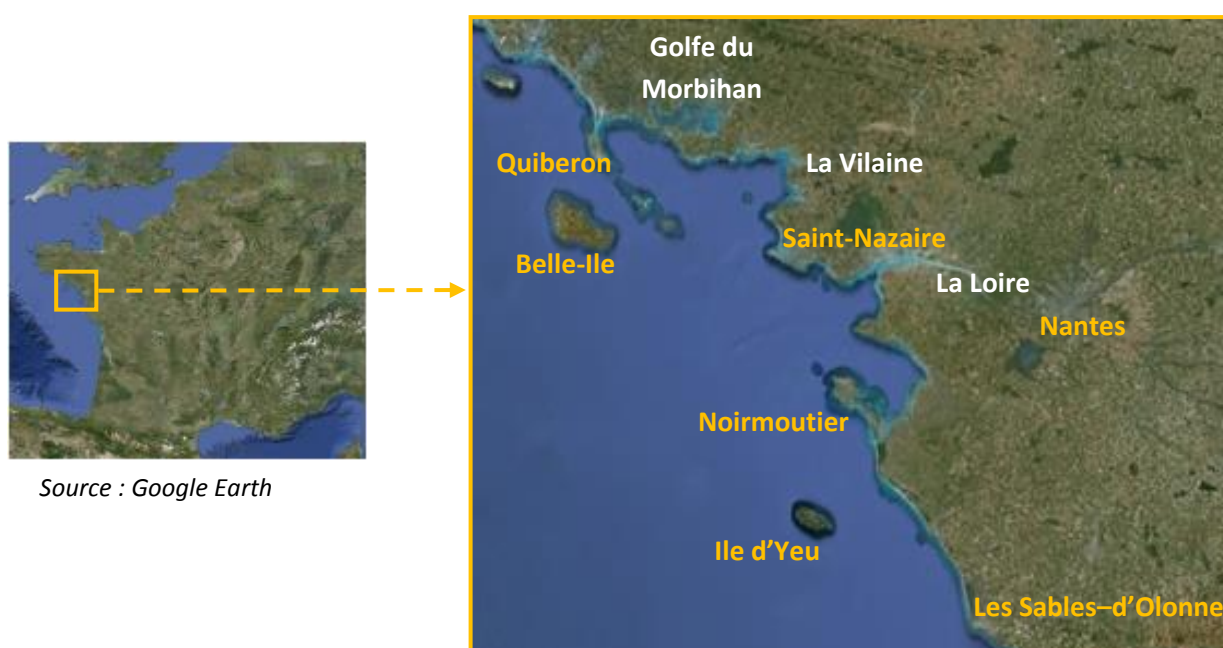 Golfe du
Morbihan
Quiberon
La Vilaine
Saint-Nazaire
Belle-Ile
La Loire
Nantes
Noirmoutier
Source : Google Earth
Ile d’Yeu
Les Sables–d’Olonne